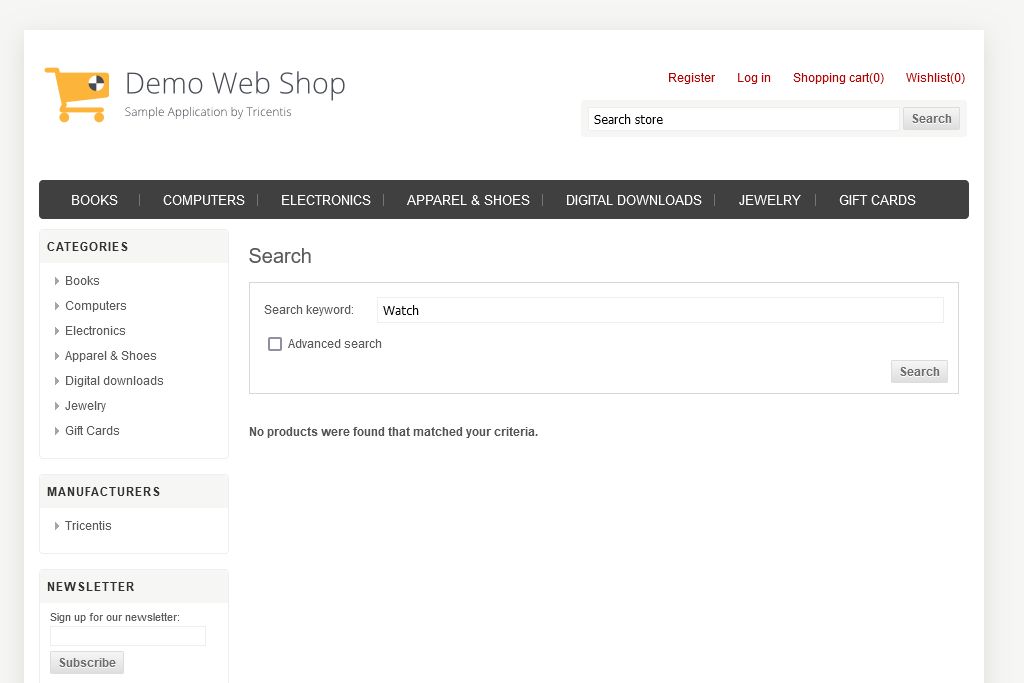 Demo Web Shop
Sample Application by Tricentis
Register Log in Shopping cart(0) Wishlist(0)
Search store Search
BOOKS COMPUTERS ELECTRONICS APPAREL & SHOES DIGITAL DOWNLOADS JEWELRY GIFT CARDS
CATEGORIES
Books
Computers
Electronics
Apparel & Shoes
Digital downloads
Jewelry
Gift Cards
MANUFACTURERS
Tricentis
NEWSLETTER
Sign up for our newsletter:
Subscribe
Search
Search keyword: Watch
Advanced search
Search
No products were found that matched your criteria.